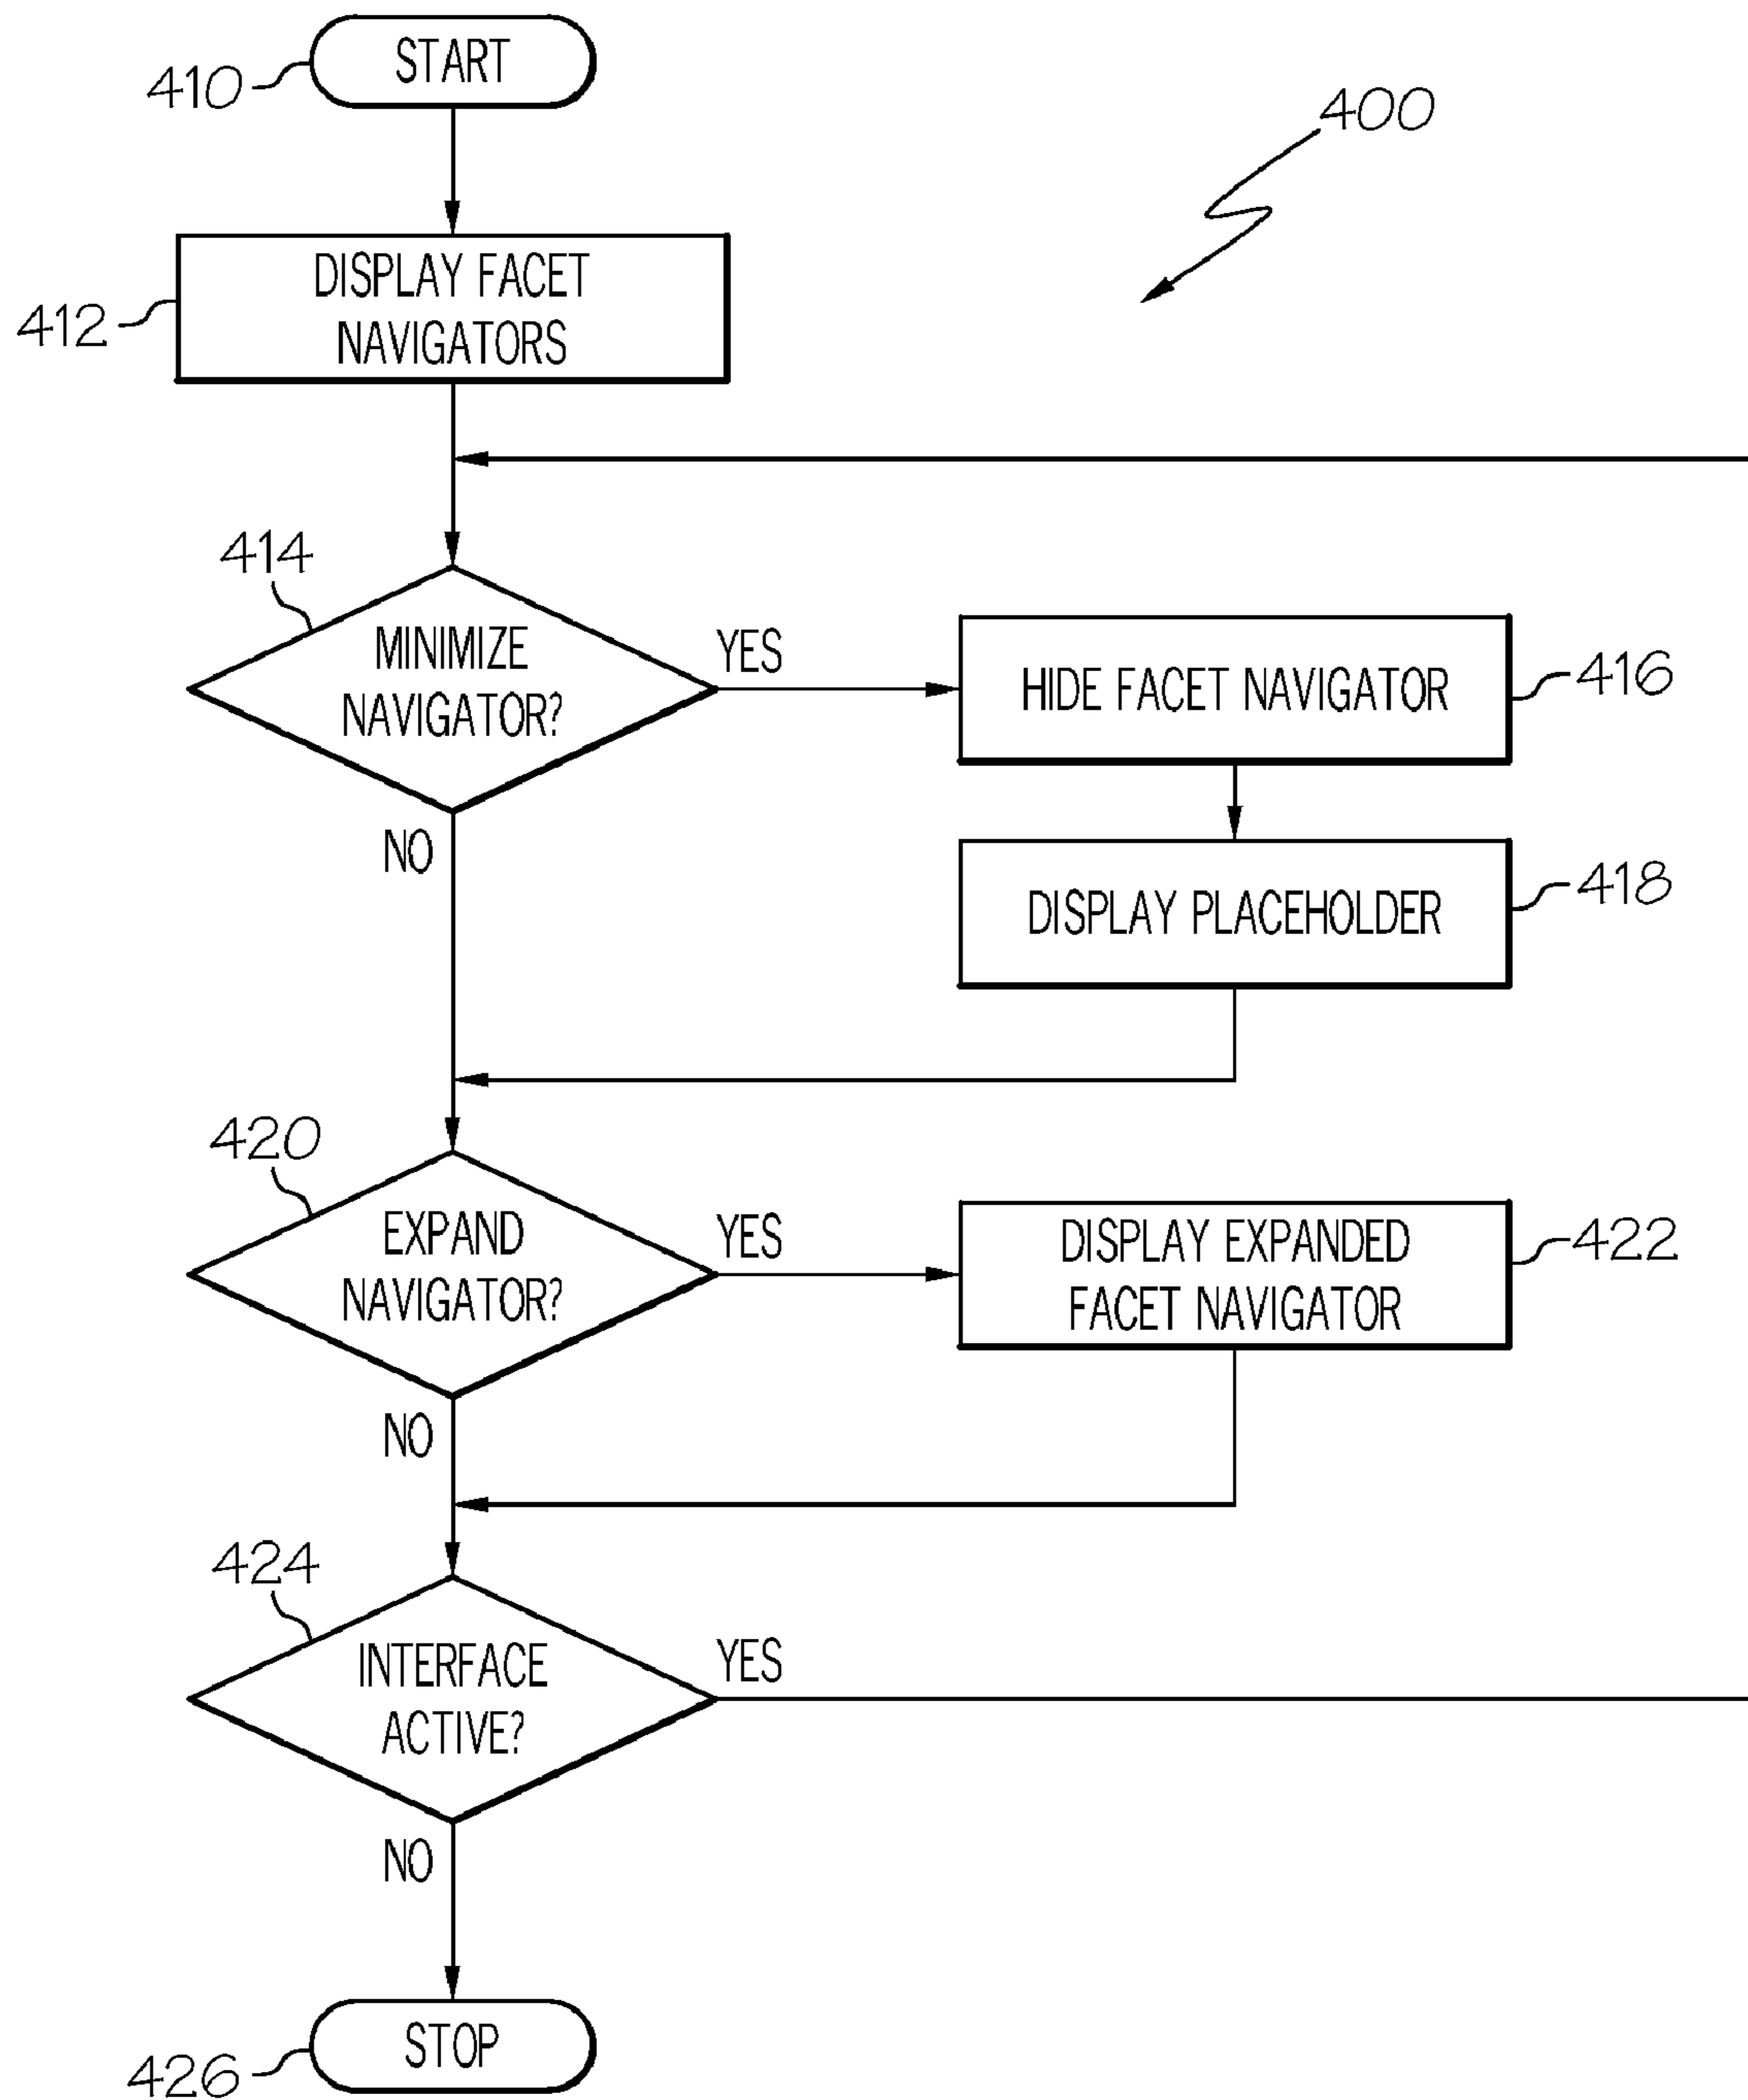 START
410
400
DISPLAY FACET
NAVIGATORS
412
414
MINIMIZE
NAVIGATOR?
YES
HIDE FACET NAVIGATOR
416
NO
DISPLAY PLACEHOLDER
418
420
EXPAND
NAVIGATOR?
YES
DISPLAY EXPANDED
FACET NAVIGATOR
422
NO
424
INTERFACE
ACTIVE?
YES
NO
STOP
426